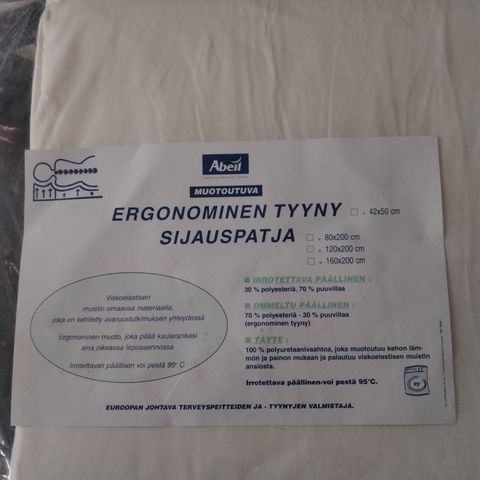 Abeil
MUOTOUTUVA
ERGONOMINEN TYYNY
= 42x50 cm
SIJAUSPATJA
= 80x200 cm
= 120x200 cm
= 160x200 cm
Viskoelastisen
muistin omaavaa materiaalia,
joka on kehitetty avaruustutkimuksen yhteydessä
Ergonominen muoto, joka pitää kaularankasi
aina oikeassa lepoasennossa
Irrotettavan päällisen voi pestä 95° C
IRROTETTAVA PÄÄLLINEN :
30 % polyesteriä, 70 % puuvillaa
OMMELTU PÄÄLLINEN :
70 % polyesteriä - 30 % puuvillaa
(ergonominen tyyny)
TÄYTE :
100 % polyuretaanivaahtoa, joka muotoutuu kehon läm-
mön ja painon mukaan ja palautuu viskoelastisen muistin
ansiosta.
Irrotettavan päällisen voi pestä 95°C.
95°
EUROOPAN JOHTAVA TERVEYSPEITTEIDEN JA - TYYNYJEN VALMISTAJA.